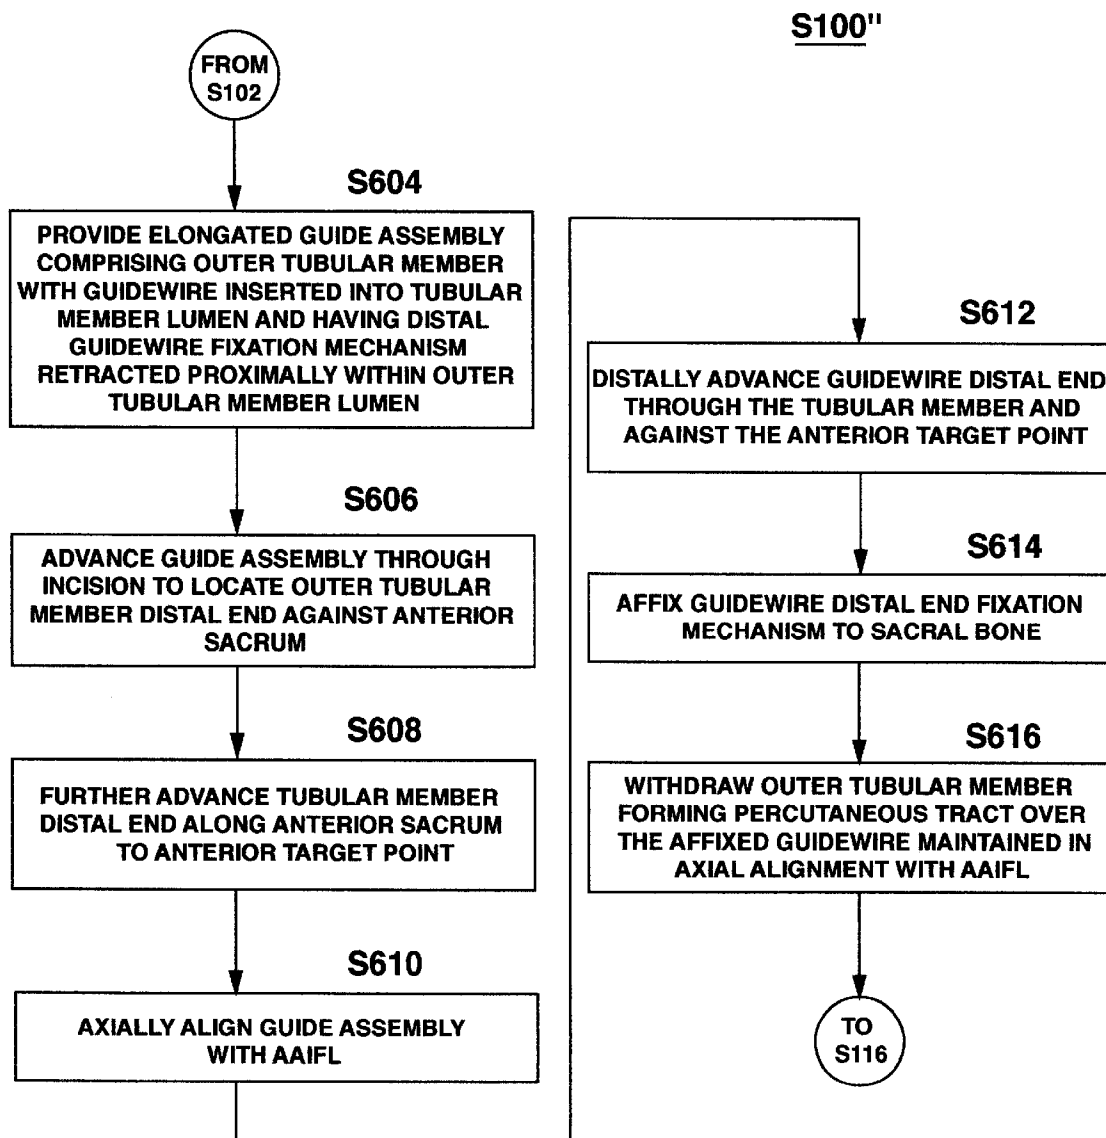 S100"
FROM
S102
S604
PROVIDE ELONGATED GUIDE ASSEMBLY
COMPRISING OUTER TUBULAR MEMBER
WITH GUIDEWIRE INSERTED INTO TUBULAR
MEMBER LUMEN AND HAVING DISTAL
GUIDEWIRE FIXATION MECHANISM
RETRACTED PROXIMALLY WITHIN OUTER
TUBULAR MEMBER LUMEN
S606
ADVANCE GUIDE ASSEMBLY THROUGH
INCISION TO LOCATE OUTER TUBULAR
MEMBER DISTAL END AGAINST ANTERIOR
SACRUM
S608
FURTHER ADVANCE TUBULAR MEMBER
DISTAL END ALONG ANTERIOR SACRUM
TO ANTERIOR TARGET POINT
S610
AXIALLY ALIGN GUIDE ASSEMBLY
WITH AAIFL
S612
DISTALLY ADVANCE GUIDEWIRE DISTAL END
THROUGH THE TUBULAR MEMBER AND
AGAINST THE ANTERIOR TARGET POINT
S614
AFFIX GUIDEWIRE DISTAL END FIXATION
MECHANISM TO SACRAL BONE
S616
WITHDRAW OUTER TUBULAR MEMBER
FORMING PERCUTANEOUS TRACT OVER
THE AFFIXED GUIDEWIRE MAINTAINED IN
AXIAL ALIGNMENT WITH AAIFL
TO
S116